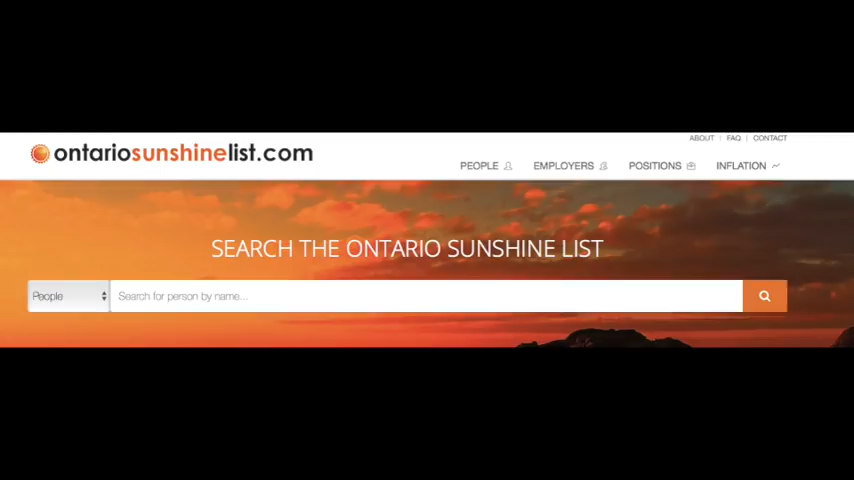 ABOUT | FAQ | CONTACT
ontariosunshinelist.com
PEOPLE EMPLOYERS POSITIONS INFLATION
SEARCH THE ONTARIO SUNSHINE LIST
People Search for person by name...